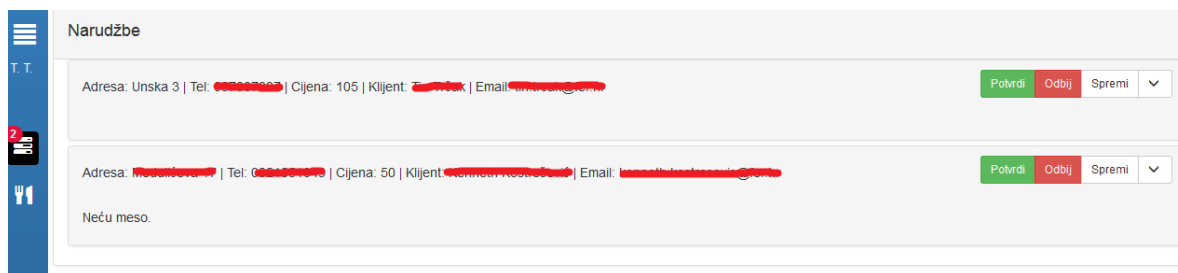 Narudžbe
T. T.
Adresa: Unska 3 | Tel: | Cijena: 105 | Klijent: | Email:
Potvrdi Odbij Spremi
2
Adresa: | Tel: | Cijena: 50 | Klijent: | Email:
Potvrdi Odbij Spremi
Neću meso.